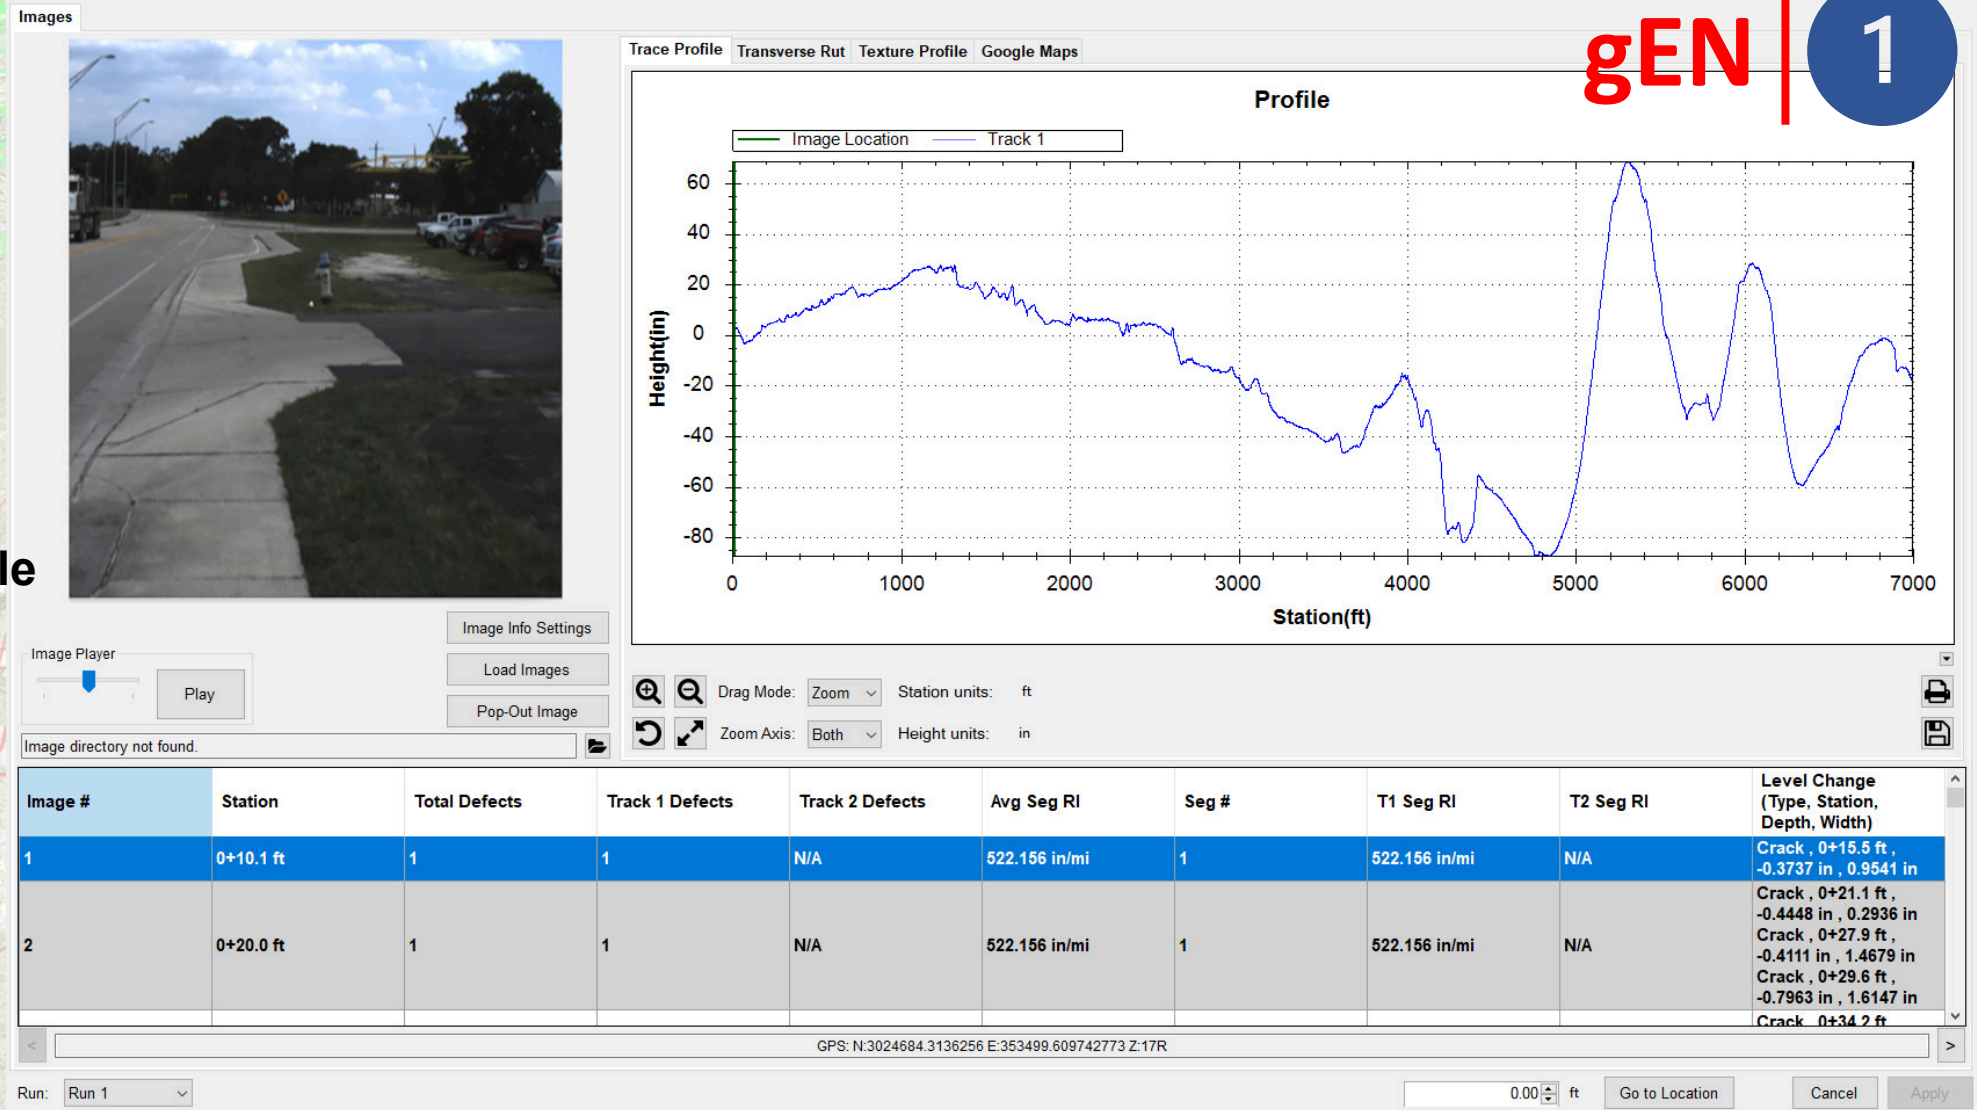 Images
gEN
1
Trace Profile Transverse Rut Texture Profile Google Maps
Profile
Image Location Track 1
60
40
20
0
-20
-40
-60
-80
Height(in)
0 1000 2000 3000 4000 5000 6000 7000
Station(ft)
le
Image Info Settings
Image Player
Load Images
Play
Pop-Out Image
Drag Mode: Zoom Station units: ft
Zoom Axis: Both Height units: in
Image directory not found.
Image # Station Total Defects Track 1 Defects Track 2 Defects Avg Seg RI Seg # T1 Seg RI T2 Seg RI
Level Change
(Type, Station,
Depth, Width)
1 0+10.1 ft 1 1 N/A 522.156 in/mi 1 522.156 in/mi N/A
Crack , 0+15.5 ft ,
-0.3737 in , 0.9541 in
2 0+20.0 ft 1 1 N/A 522.156 in/mi 1 522.156 in/mi N/A
Crack , 0+21.1 ft ,
-0.4448 in , 0.2936 in
Crack , 0+27.9 ft ,
-0.4111 in , 1.4679 in
Crack , 0+29.6 ft ,
-0.7963 in , 1.6147 in
Crack 0+34.2 ft
< GPS: N:3024684.3136256 E:353499.609742773 Z:17R >
Run: Run 1 0.00 ft Go to Location Cancel Apply